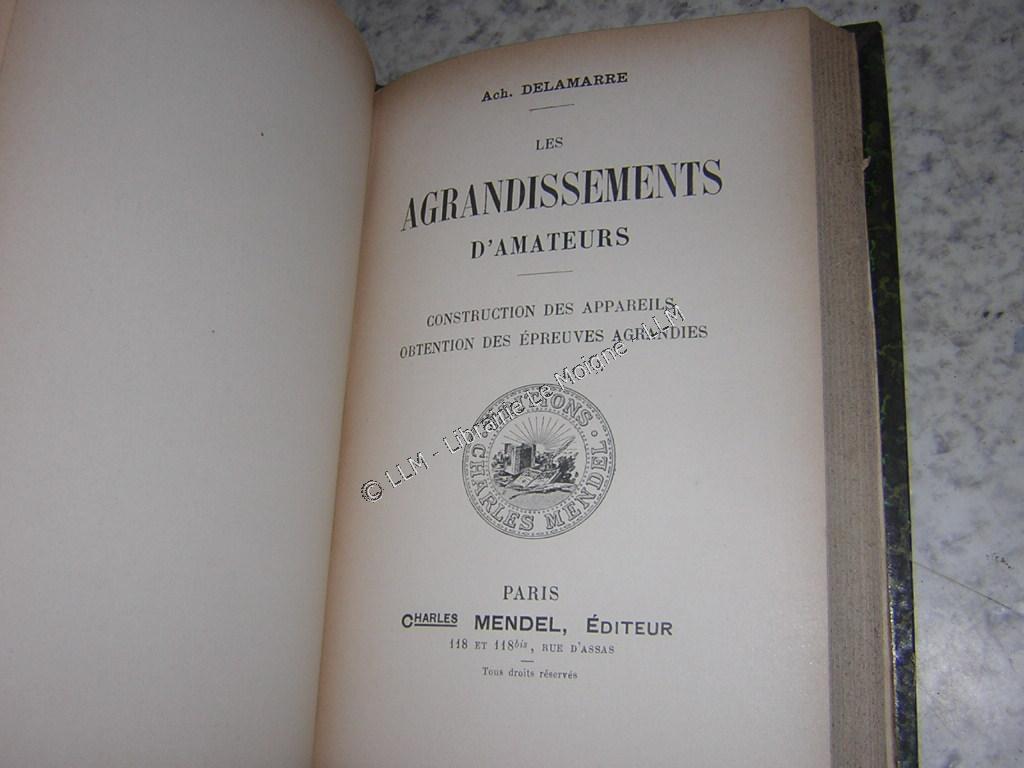 Ach. DELAMARRE
LES
AGRANDISSEMENTS
D'AMATEURS
CONSTRUCTION DES APPAREILS
OBTENTION DES ÉPREUVES AGRANDIES
ÉDITIONS
CHARLES MENDEL
© LLM - Librairie Le Moigne - LLM
PARIS
CHARLES MENDEL, ÉDITEUR
118 ET 118bis, RUE D'ASSAS
Tous droits réservés